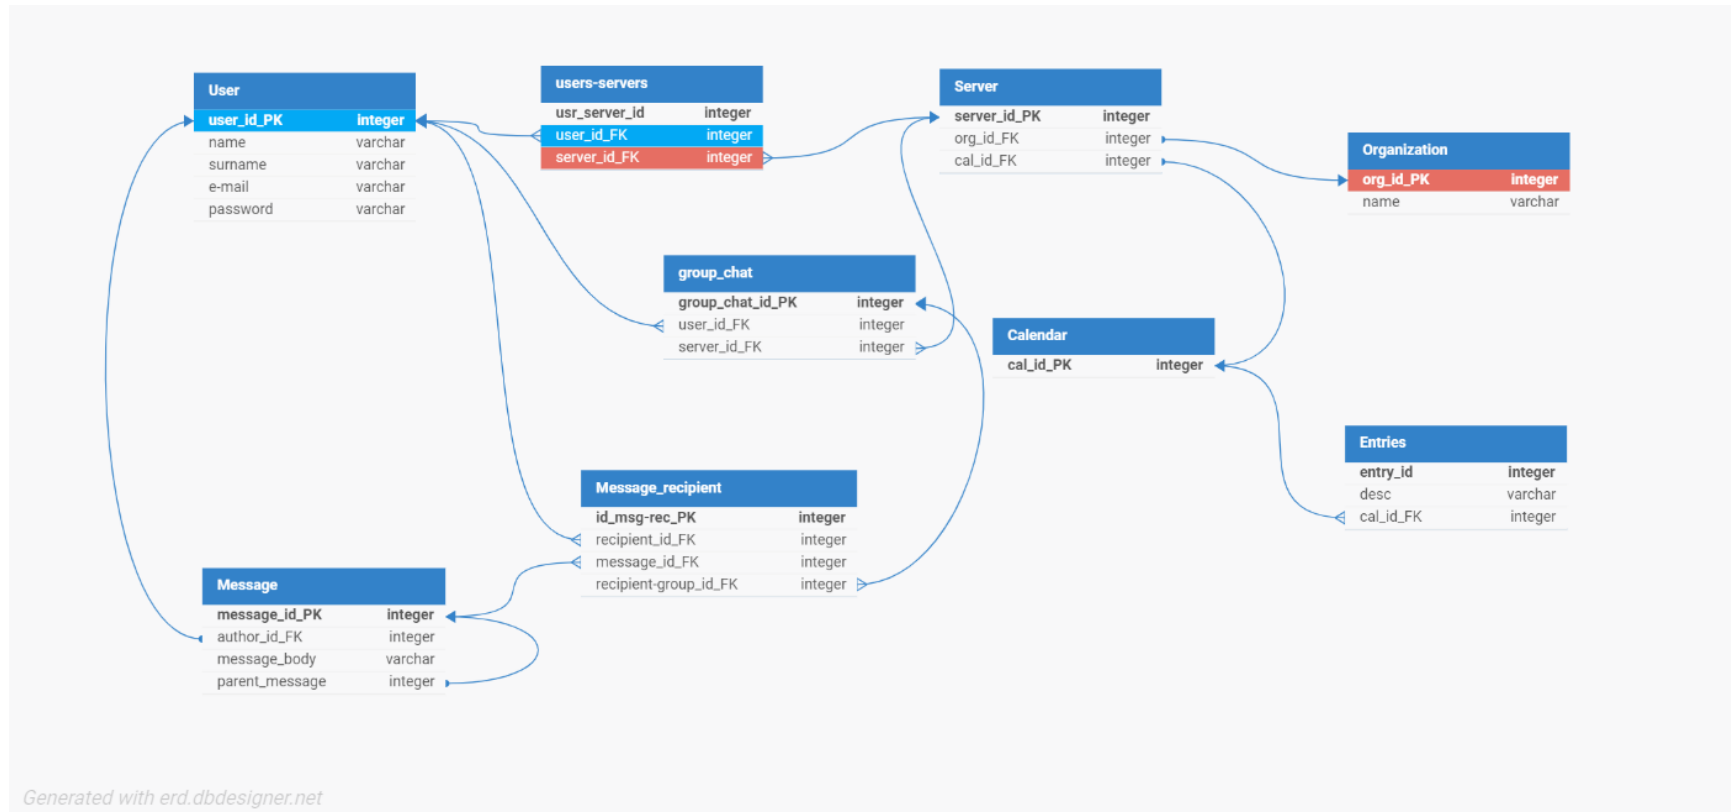 User
user_id_PK integer
name varchar
surname varchar
e-mail varchar
password varchar
users-servers
usr_server_id integer
user_id_FK integer
server_id_FK integer
Server
server_id_PK integer
org_id_FK integer
cal_id_FK integer
Organization
org_id_PK integer
name varchar
group_chat
group_chat_id_PK integer
user_id_FK integer
server_id_FK integer
Calendar
cal_id_PK integer
Entries
entry_id integer
desc varchar
cal_id_FK integer
Message_recipient
id_msg-rec_PK integer
recipient_id_FK integer
message_id_FK integer
recipient-group_id_FK integer
Message
message_id_PK integer
author_id_FK integer
message_body varchar
parent_message integer
Generated with erd.dbdesigner.net